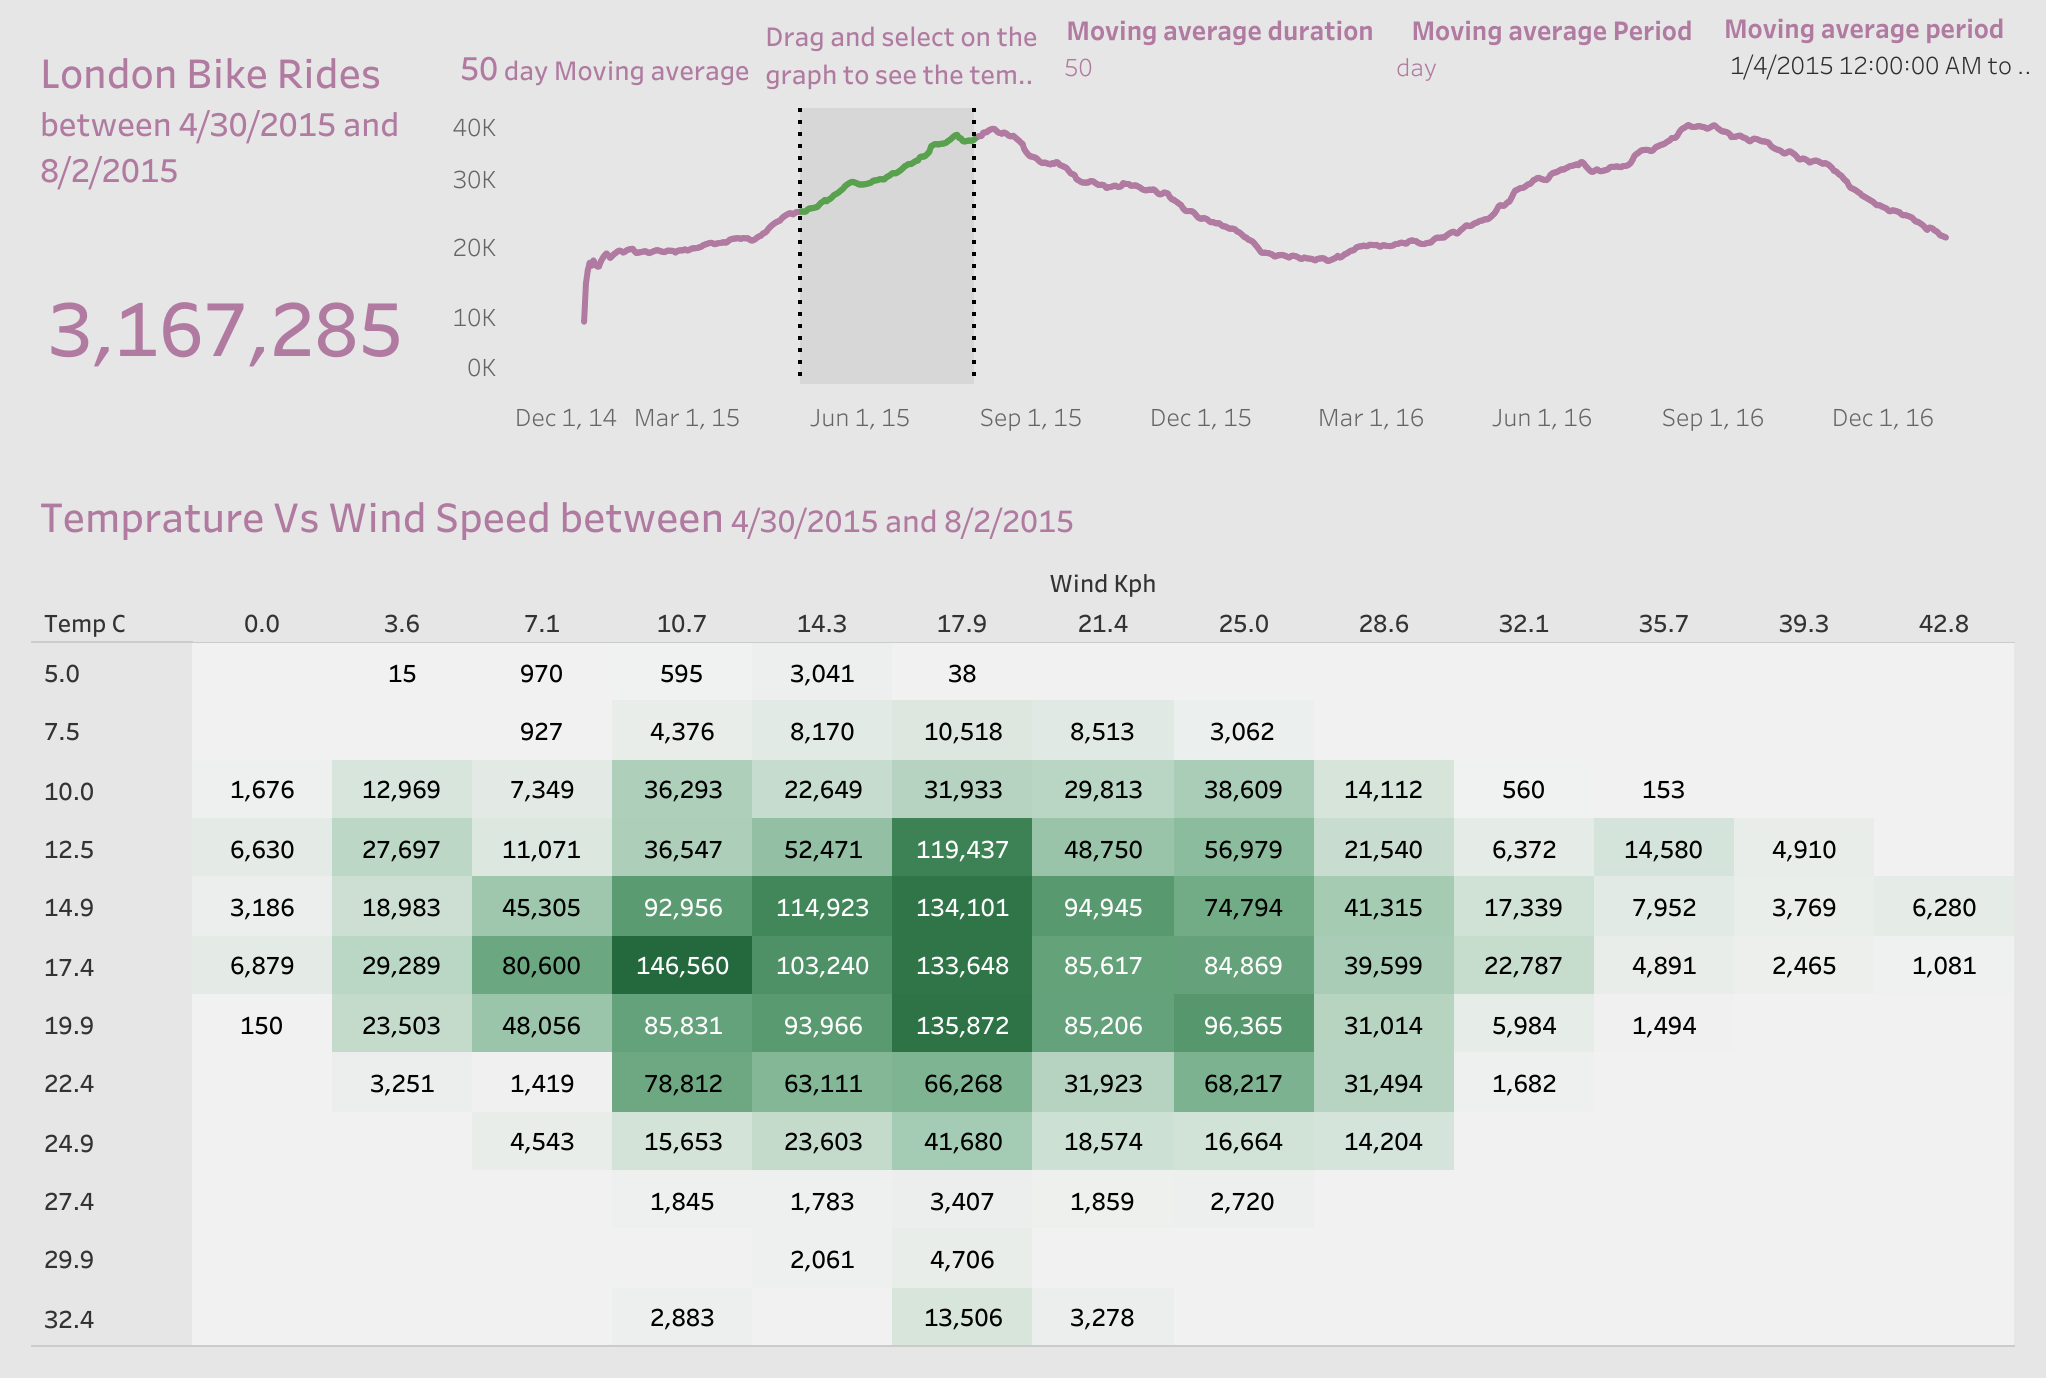 London Bike Rides
between 4/30/2015 and
8/2/2015
3,167,285
50 day Moving average
Drag and select on the
graph to see the tem..
Moving average duration
50
Moving average Period
day
Moving average period
1/4/2015 12:00:00 AM to ..
40K
30K
20K
10K
0K
Dec 1, 14 Mar 1, 15 Jun 1, 15 Sep 1, 15 Dec 1, 15 Mar 1, 16 Jun 1, 16 Sep 1, 16 Dec 1, 16
Temprature Vs Wind Speed between 4/30/2015 and 8/2/2015
Wind Kph
Temp C 0.0 3.6 7.1 10.7 14.3 17.9 21.4 25.0 28.6 32.1 35.7 39.3 42.8
5.0 15 970 595 3,041 38
7.5 927 4,376 8,170 10,518 8,513 3,062
10.0 1,676 12,969 7,349 36,293 22,649 31,933 29,813 38,609 14,112 560 153
12.5 6,630 27,697 11,071 36,547 52,471 119,437 48,750 56,979 21,540 6,372 14,580 4,910
14.9 3,186 18,983 45,305 92,956 114,923 134,101 94,945 74,794 41,315 17,339 7,952 3,769 6,280
17.4 6,879 29,289 80,600 146,560 103,240 133,648 85,617 84,869 39,599 22,787 4,891 2,465 1,081
19.9 150 23,503 48,056 85,831 93,966 135,872 85,206 96,365 31,014 5,984 1,494
22.4 3,251 1,419 78,812 63,111 66,268 31,923 68,217 31,494 1,682
24.9 4,543 15,653 23,603 41,680 18,574 16,664 14,204
27.4 1,845 1,783 3,407 1,859 2,720
29.9 2,061 4,706
32.4 2,883 13,506 3,278